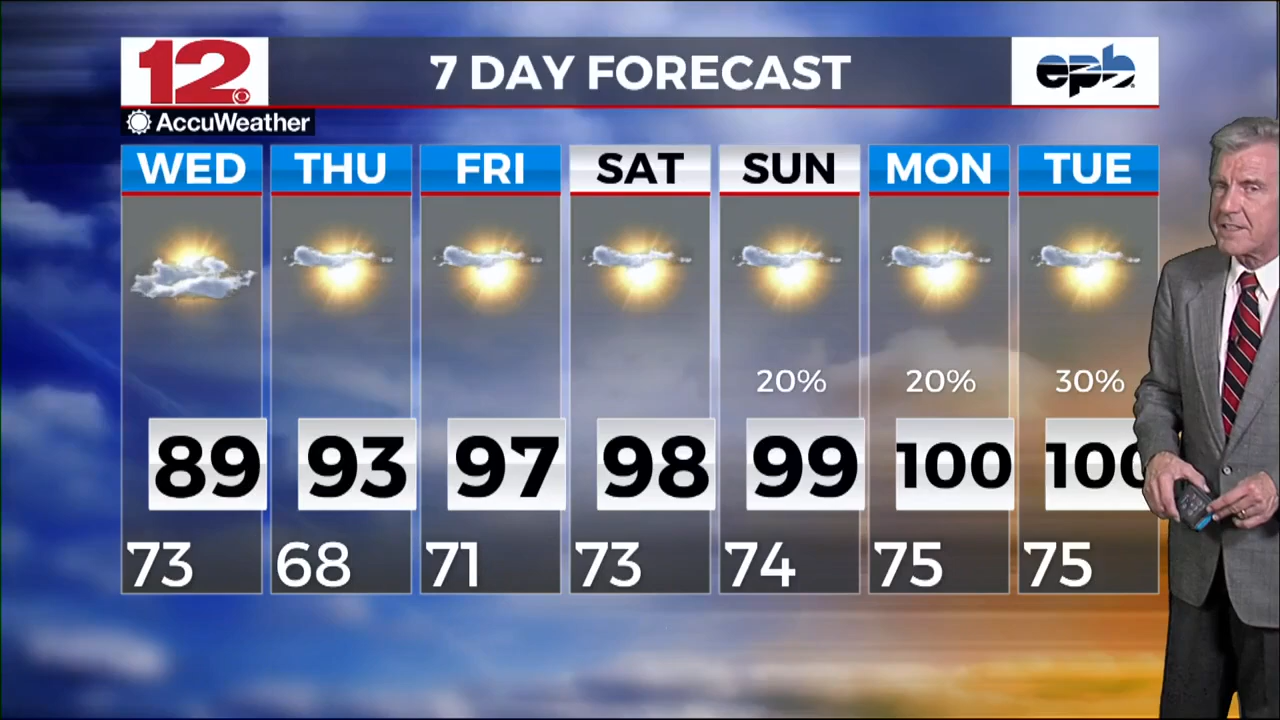 12
7 DAY FORECAST
epb
AccuWeather
WED THU FRI SAT SUN MON TUE
20% 20% 30%
89 93 97 98 99 100 100
73 68 71 73 74 75 75